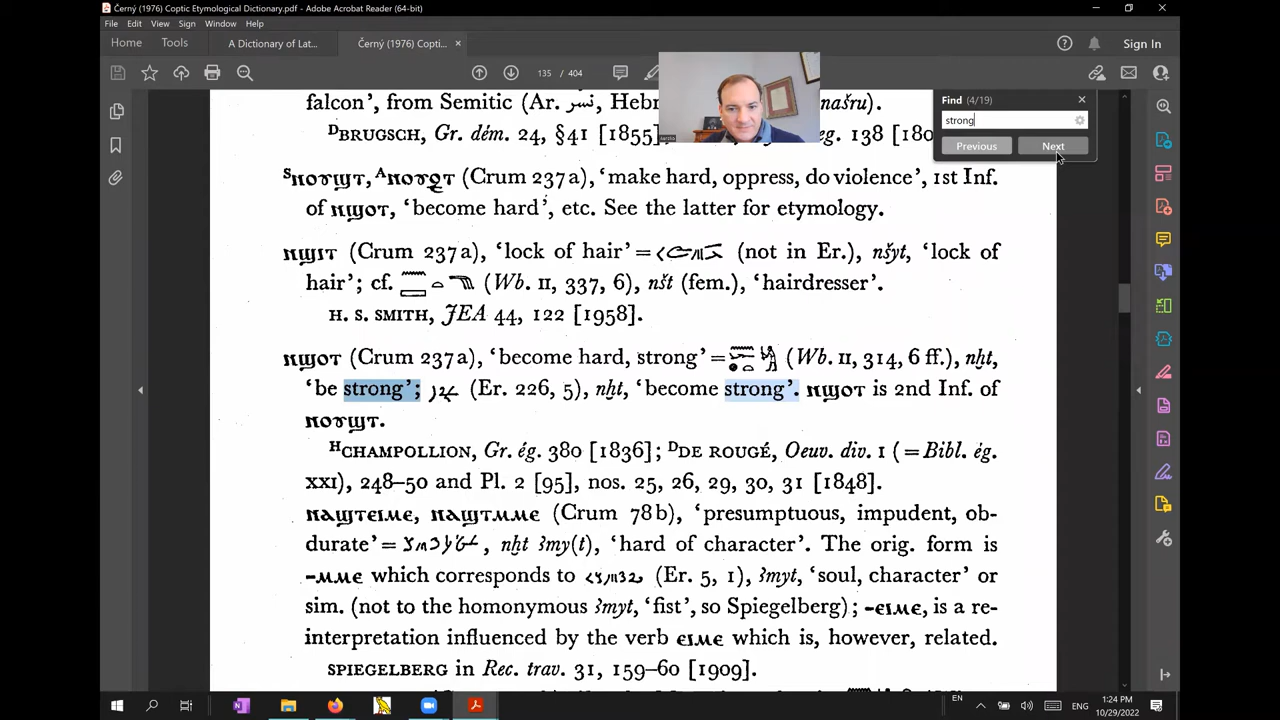 Černý (1976) Coptic Etymological Dictionary.pdf - Adobe Acrobat Reader (64-bit)
File Edit View Sign Window Help
Home Tools A Dictionary of Lat... Černý (1976) Copti... × Sign In
135 / 404
Find (4/19)
strong
Previous Next
falcon', from Semitic (Ar. نسر, Hebr našru).
ᴰBRUGSCH, Gr. dém. 24, §41 [1855] eg. 138 [180
ˢⲛⲟⲩϣⲧ, ᴬⲛⲟⲩϩ̱ⲧ (Crum 237a), 'make hard, oppress, do violence', 1st Inf.
of ⲛϣⲟⲧ, 'become hard', etc. See the latter for etymology.
ⲛϣⲓⲧ (Crum 237a), 'lock of hair' = (not in Er.), nšyt, 'lock of
hair'; cf. (Wb. II, 337, 6), nšt (fem.), 'hairdresser'.
H. S. SMITH, JEA 44, 122 [1958].
ⲛϣⲟⲧ (Crum 237a), 'become hard, strong' = (Wb. II, 314, 6 ff.), nḫt,
'be strong'; (Er. 226, 5), nḫt, 'become strong'. ⲛϣⲟⲧ is 2nd Inf. of
ⲛⲟⲩϣⲧ.
ᴴCHAMPOLLION, Gr. ég. 380 [1836]; ᴰDE ROUGÉ, Oeuv. div. I (= Bibl. ég.
XXI), 248–50 and Pl. 2 [95], nos. 25, 26, 29, 30, 31 [1848].
ⲛⲁϣⲧⲉⲓⲙⲉ, ⲛⲁϣⲧⲙⲙⲉ (Crum 78b), 'presumptuous, impudent, ob-
durate' = , nḫt ꜣmy(t), 'hard of character'. The orig. form is
-ⲙⲙⲉ which corresponds to (Er. 5, 1), ꜣmyt, 'soul, character' or
sim. (not to the homonymous ꜣmyt, 'fist', so Spiegelberg); -ⲉⲓⲙⲉ, is a re-
interpretation influenced by the verb ⲉⲓⲙⲉ which is, however, related.
SPIEGELBERG in Rec. trav. 31, 159–60 [1909].
EN ENG 1:24 PM
10/29/2022